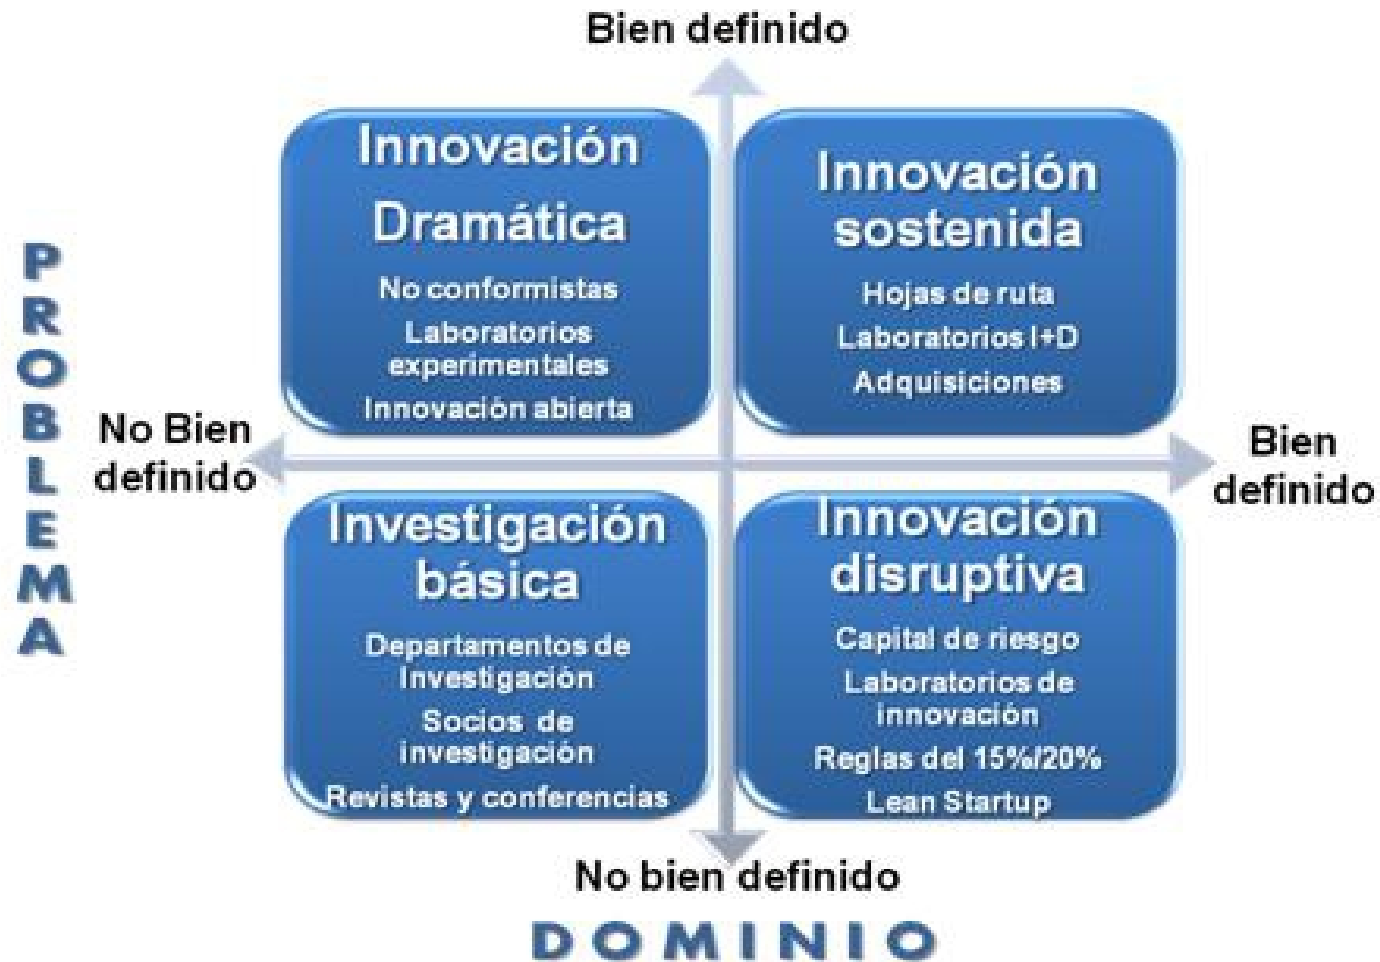 Bien definido
Innovación
Dramática
No conformistas
Laboratorios
experimentales
Innovación abierta
Innovación
sostenida
Hojas de ruta
Laboratorios I+D
Adquisiciones
PROBLEMA
No Bien
definido
Bien
definido
Investigación
básica
Departamentos de
Investigación
Socios de
investigación
Revistas y conferencias
Innovación
disruptiva
Capital de riesgo
Laboratorios de
innovación
Reglas del 15%/20%
Lean Startup
No bien definido
DOMINIO